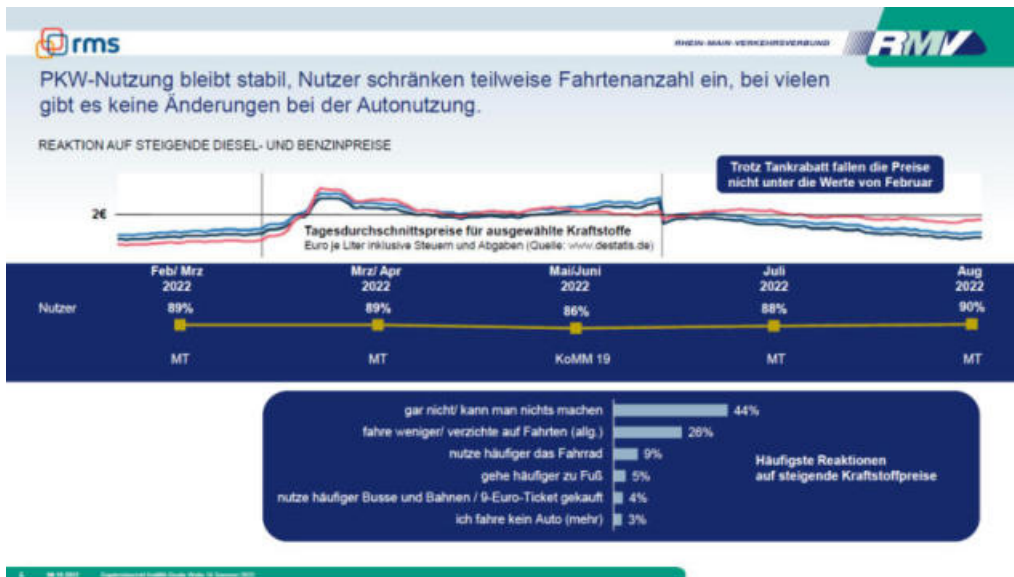 rms
RHEIN-MAIN-VERKEHRSVERBUND
RMV
PKW-Nutzung bleibt stabil, Nutzer schränken teilweise Fahrtenanzahl ein, bei vielen
gibt es keine Änderungen bei der Autonutzung.
REAKTION AUF STEIGENDE DIESEL- UND BENZINPREISE
Trotz Tankrabatt fallen die Preise
nicht unter die Werte von Februar
2€
Tagesdurchschnittspreise für ausgewählte Kraftstoffe
Euro je Liter inklusive Steuern und Abgaben (Quelle: www.destatis.de)
Feb/ Mrz Mrz/ Apr Mai/Juni Juli Aug
2022 2022 2022 2022 2022
Nutzer 89% 89% 86% 88% 90%
MT MT KoMM 19 MT MT
gar nicht/ kann man nichts machen 44%
fahre weniger/ verzichte auf Fahrten (allg.) 26%
nutze häufiger das Fahrrad 9%
gehe häufiger zu Fuß 5%
nutze häufiger Busse und Bahnen / 9-Euro-Ticket gekauft 4%
ich fahre kein Auto (mehr) 3%
Häufigste Reaktionen
auf steigende Kraftstoffpreise